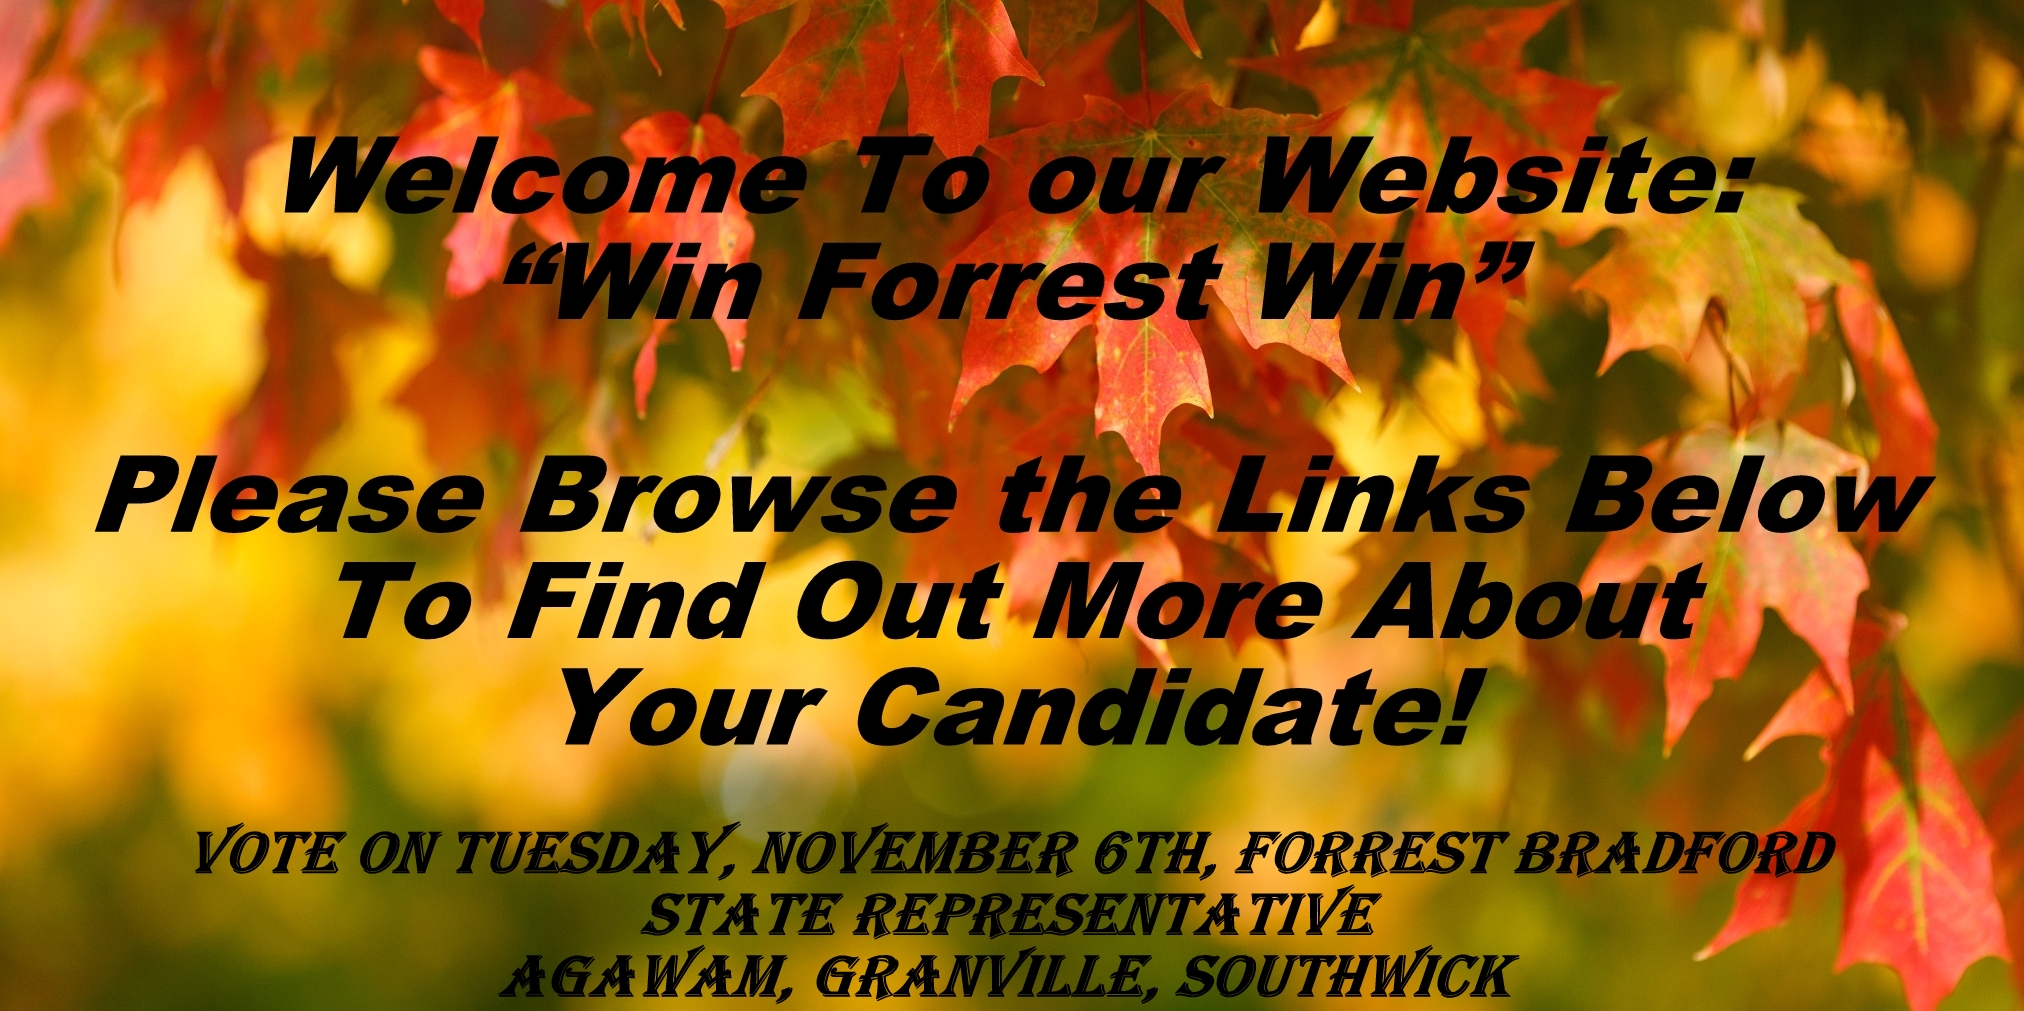 Welcome To our Website:
“Win Forrest Win”
Please Browse the Links Below
To Find Out More About
Your Candidate!
VOTE ON TUESDAY, NOVEMBER 6TH, FORREST BRADFORD
STATE REPRESENTATIVE
AGAWAM, GRANVILLE, SOUTHWICK